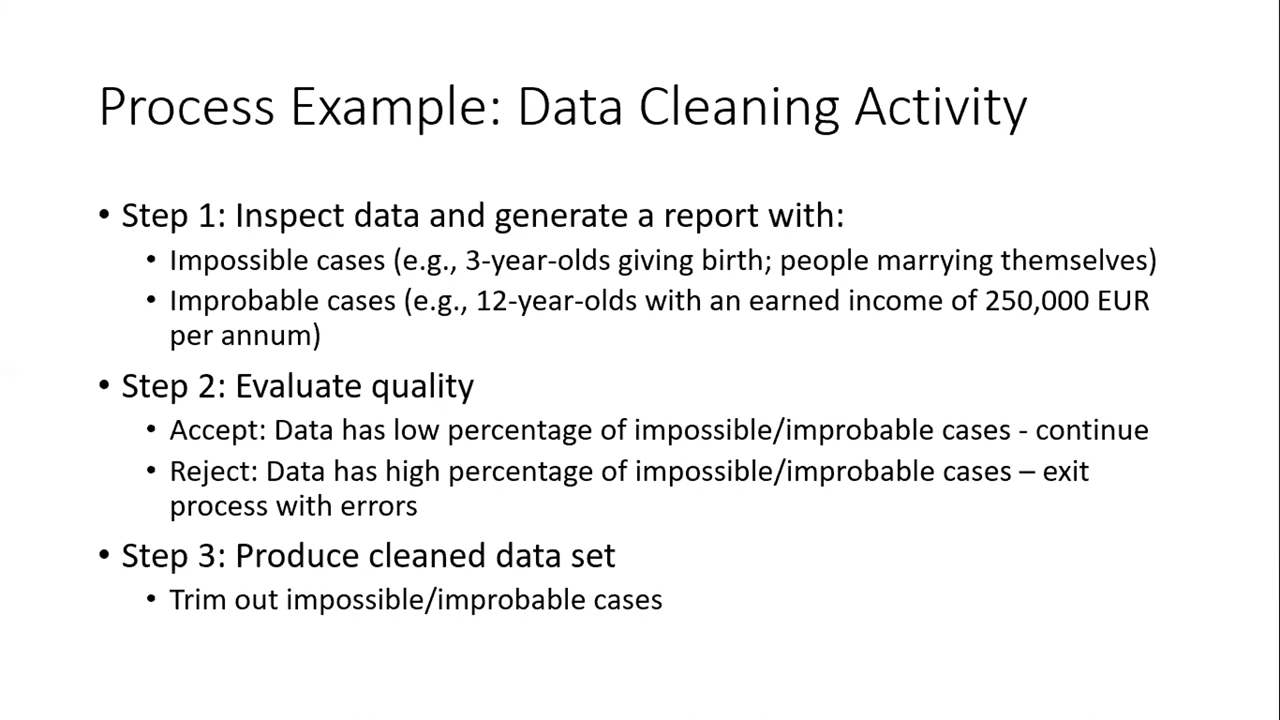 Process Example: Data Cleaning Activity
• Step 1: Inspect data and generate a report with:
• Impossible cases (e.g., 3-year-olds giving birth; people marrying themselves)
• Improbable cases (e.g., 12-year-olds with an earned income of 250,000 EUR
per annum)
• Step 2: Evaluate quality
• Accept: Data has low percentage of impossible/improbable cases - continue
• Reject: Data has high percentage of impossible/improbable cases – exit
process with errors
• Step 3: Produce cleaned data set
• Trim out impossible/improbable cases